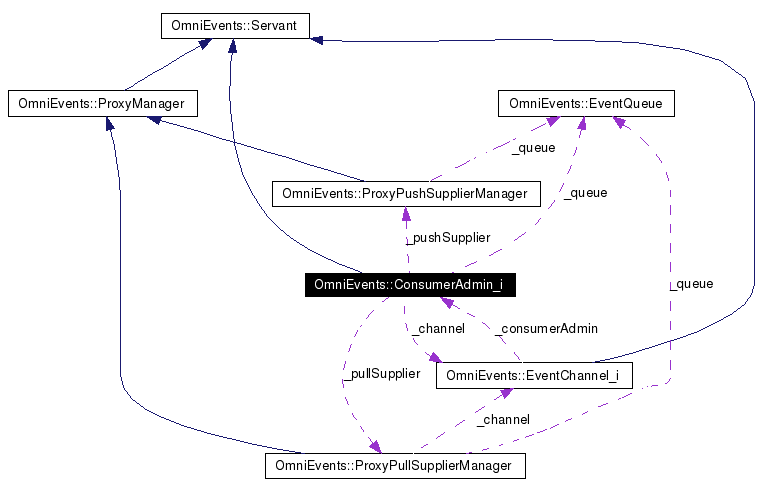 OmniEvents::Servant
OmniEvents::ProxyManager
OmniEvents::EventQueue
_queue
OmniEvents::ProxyPushSupplierManager
_queue
_pushSupplier
OmniEvents::ConsumerAdmin_i
_queue
_channel
_consumerAdmin
_pullSupplier
OmniEvents::EventChannel_i
_channel
OmniEvents::ProxyPullSupplierManager